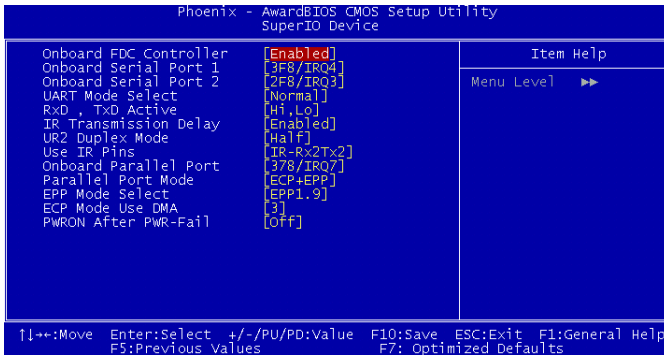 Phoenix - AwardBIOS CMOS Setup Utility
SuperIO Device
Onboard FDC Controller [Enabled]
Onboard Serial Port 1 [3F8/IRQ4]
Onboard Serial Port 2 [2F8/IRQ3]
UART Mode Select [Normal]
RxD , TxD Active [Hi,Lo]
IR Transmission Delay [Enabled]
UR2 Duplex Mode [Half]
Use IR Pins [IR-Rx2Tx2]
Onboard Parallel Port [378/IRQ7]
Parallel Port Mode [ECP+EPP]
EPP Mode Select [EPP1.9]
ECP Mode Use DMA [3]
PWRON After PWR-Fail [Off]
Item Help
Menu Level ▶▶
↑↓→←:Move Enter:Select +/-/PU/PD:Value F10:Save ESC:Exit F1:General Help
F5:Previous Values F7: Optimized Defaults